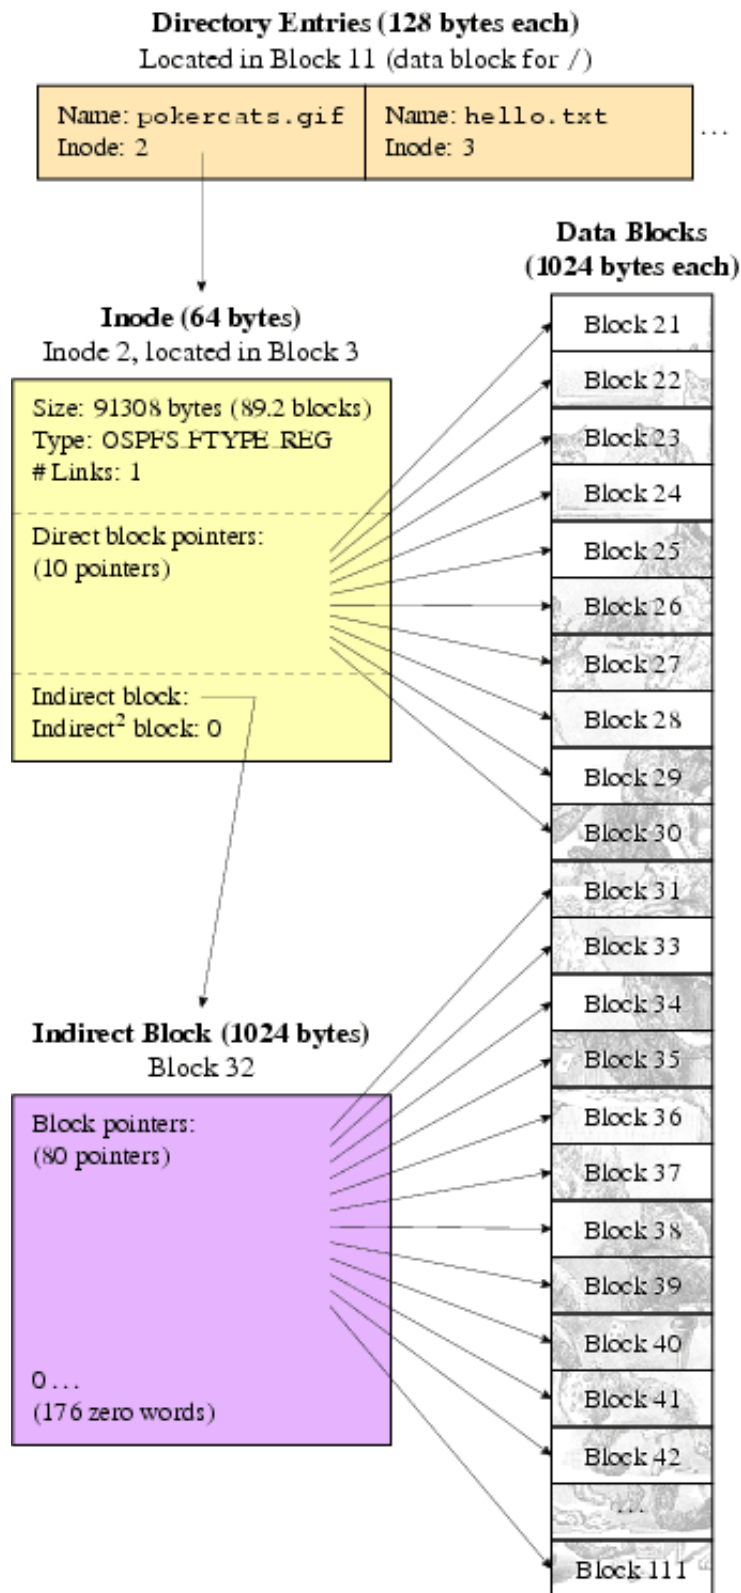 Directory Entries (128 bytes each)
Located in Block 11 (data block for /)
Name: pokercats.gif
Inode: 2
Name: hello.txt
Inode: 3
...
Data Blocks
(1024 bytes each)
Inode (64 bytes)
Inode 2, located in Block 3
Size: 91308 bytes (89.2 blocks)
Type: OSPFS_FTYPE_REG
# Links: 1
Direct block pointers:
(10 pointers)
Indirect block:
Indirect² block: 0
Indirect Block (1024 bytes)
Block 32
Block pointers:
(80 pointers)
0 ...
(176 zero words)
Block 21
Block 22
Block 23
Block 24
Block 25
Block 26
Block 27
Block 28
Block 29
Block 30
Block 31
Block 33
Block 34
Block 35
Block 36
Block 37
Block 38
Block 39
Block 40
Block 41
Block 42
...
Block 111